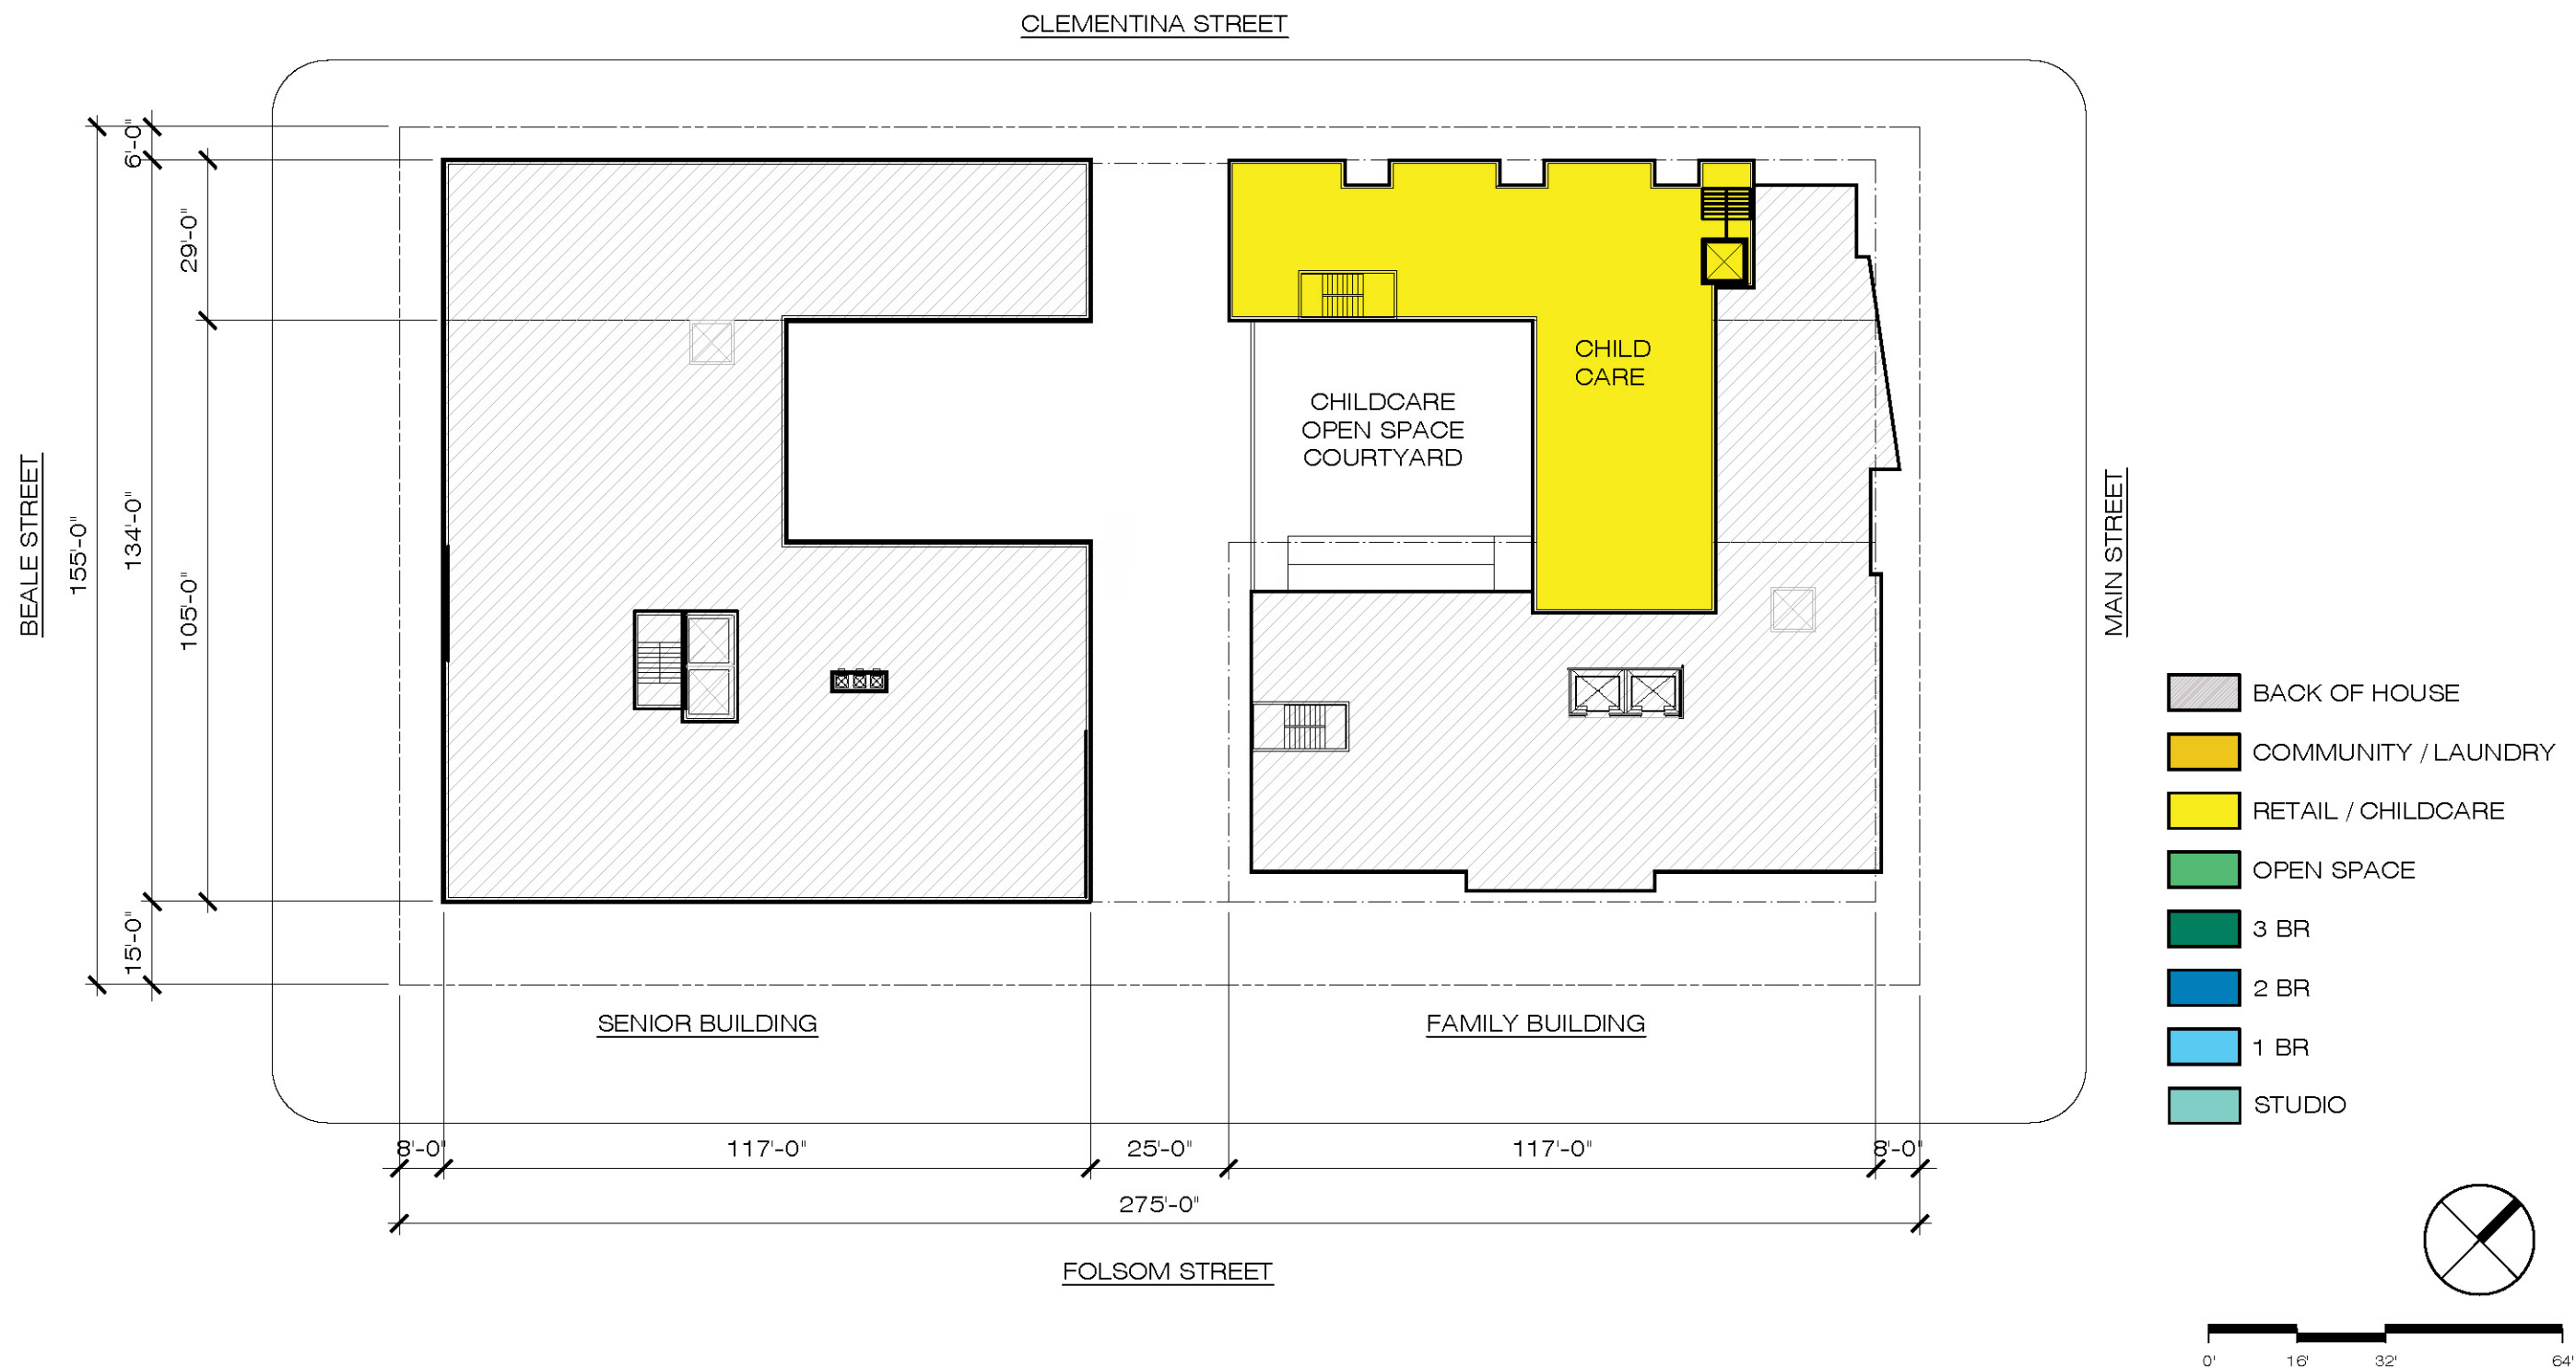 CLEMENTINA STREET
6'-0"
29'-0"
BEALE STREET
155'-0"
134'-0"
105'-0"
15'-0"
CHILD
CARE
CHILDCARE
OPEN SPACE
COURTYARD
MAIN STREET
BACK OF HOUSE
COMMUNITY / LAUNDRY
RETAIL / CHILDCARE
OPEN SPACE
3 BR
2 BR
1 BR
STUDIO
SENIOR BUILDING
FAMILY BUILDING
8'-0"
117'-0"
25'-0"
117'-0"
8'-0"
275'-0"
FOLSOM STREET
0'
16'
32'
64'